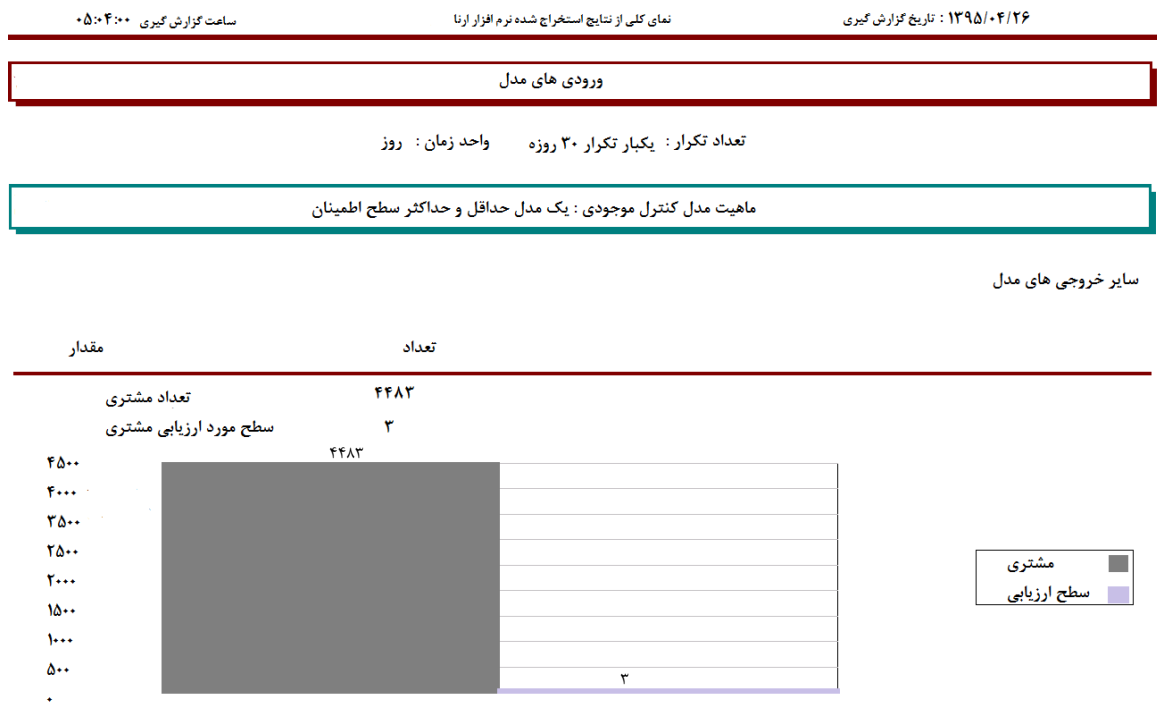 تاریخ گزارش گیری : ۱۳۹۵/۰۴/۲۶
نمای کلی از نتایج استخراج شده نرم افزار ارنا
ساعت گزارش گیری ۰۵:۰۴:۰۰
ورودی های مدل
تعداد تکرار : یکبار تکرار ۳۰ روزه واحد زمان : روز
ماهیت مدل کنترل موجودی : یک مدل حداقل و حداکثر سطح اطمینان
سایر خروجی های مدل
تعداد مقدار
۴۴۸۳ تعداد مشتری
۳ سطح مورد ارزیابی مشتری
۴۴۸۳
۴۵۰۰
۴۰۰۰
۳۵۰۰
۲۵۰۰
۲۰۰۰
۱۵۰۰
۱۰۰۰
۵۰۰
۰
۳
مشتری
سطح ارزیابی